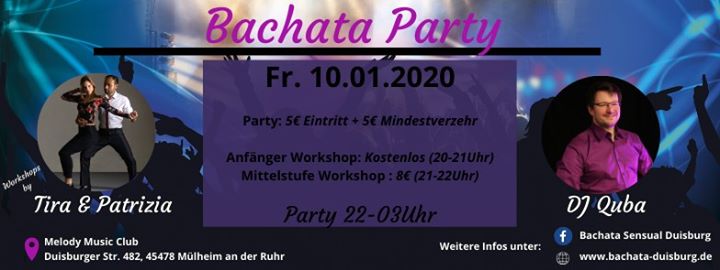 Bachata Party
Fr. 10.01.2020
Party: 5€ Eintritt + 5€ Mindestverzehr
Anfänger Workshop: Kostenlos (20-21Uhr)
Mittelstufe Workshop : 8€ (21-22Uhr)
Party 22-03Uhr
Workshops
by
Tira & Patrizia
DJ Quba
Melody Music Club
Duisburger Str. 482, 45478 Mülheim an der Ruhr
Weitere Infos unter:
Bachata Sensual Duisburg
www.bachata-duisburg.de